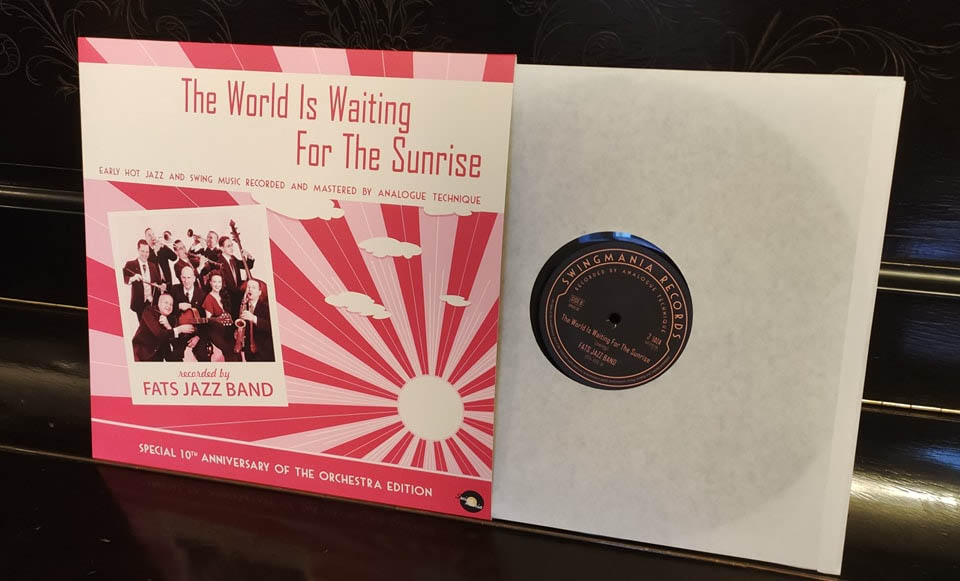 The World Is Waiting
For The Sunrise
EARLY HOT JAZZ AND SWING MUSIC RECORDED AND MASTERED BY ANALOGUE TECHNIQUE
recorded by
FATS JAZZ BAND
SPECIAL 10TH ANNIVERSARY OF THE ORCHESTRA EDITION
SWINGMANIA RECORDS
RECORDED BY ANALOGUE TECHNIQUE
The World Is Waiting For The Sunrise
FATS JAZZ BAND